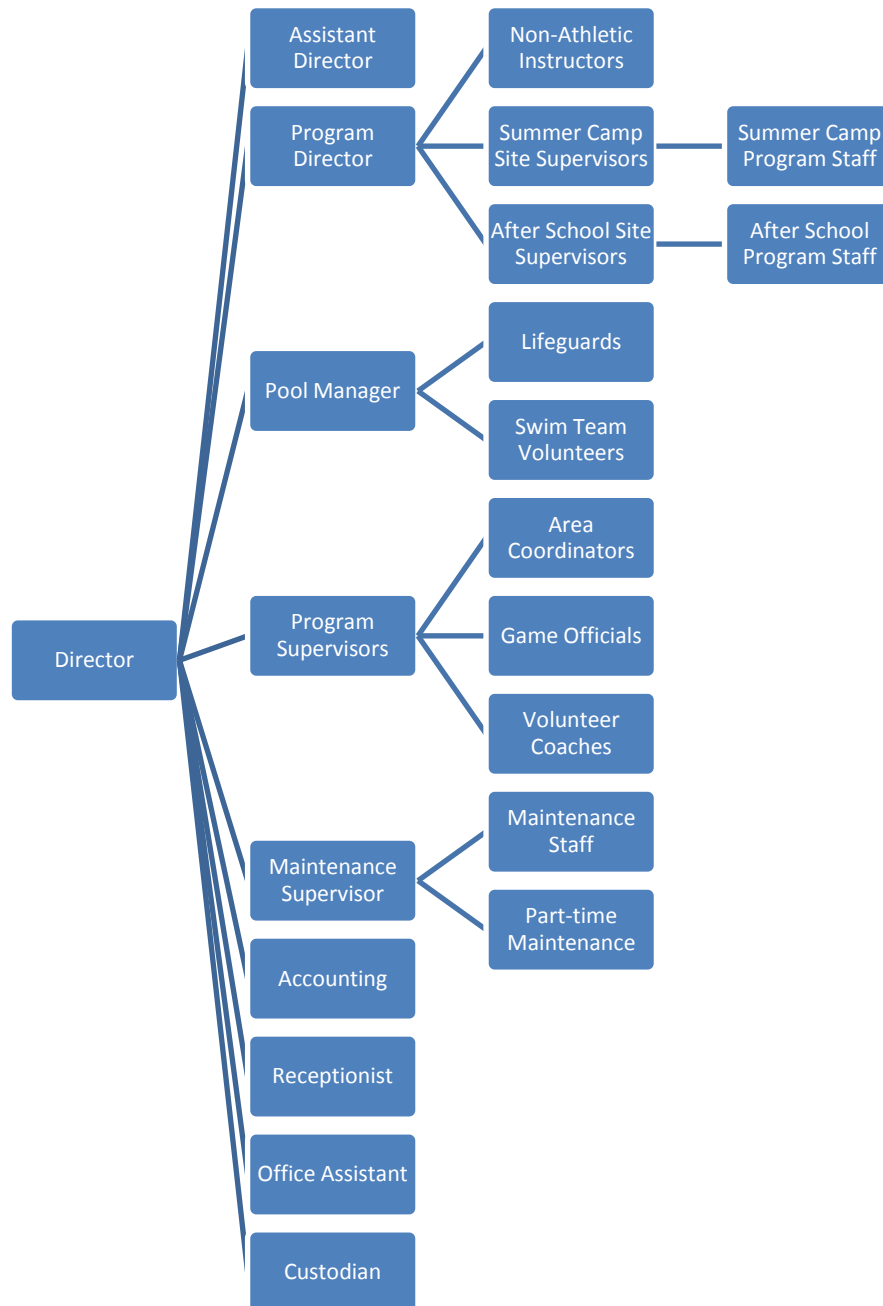 Assistant
Director
Non-Athletic
Instructors
Program
Director
Summer Camp
Site Supervisors
Summer Camp
Program Staff
After School Site
Supervisors
After School
Program Staff
Lifeguards
Pool Manager
Swim Team
Volunteers
Area
Coordinators
Director
Program
Supervisors
Game Officials
Volunteer
Coaches
Maintenance
Staff
Maintenance
Supervisor
Part-time
Maintenance
Accounting
Receptionist
Office Assistant
Custodian